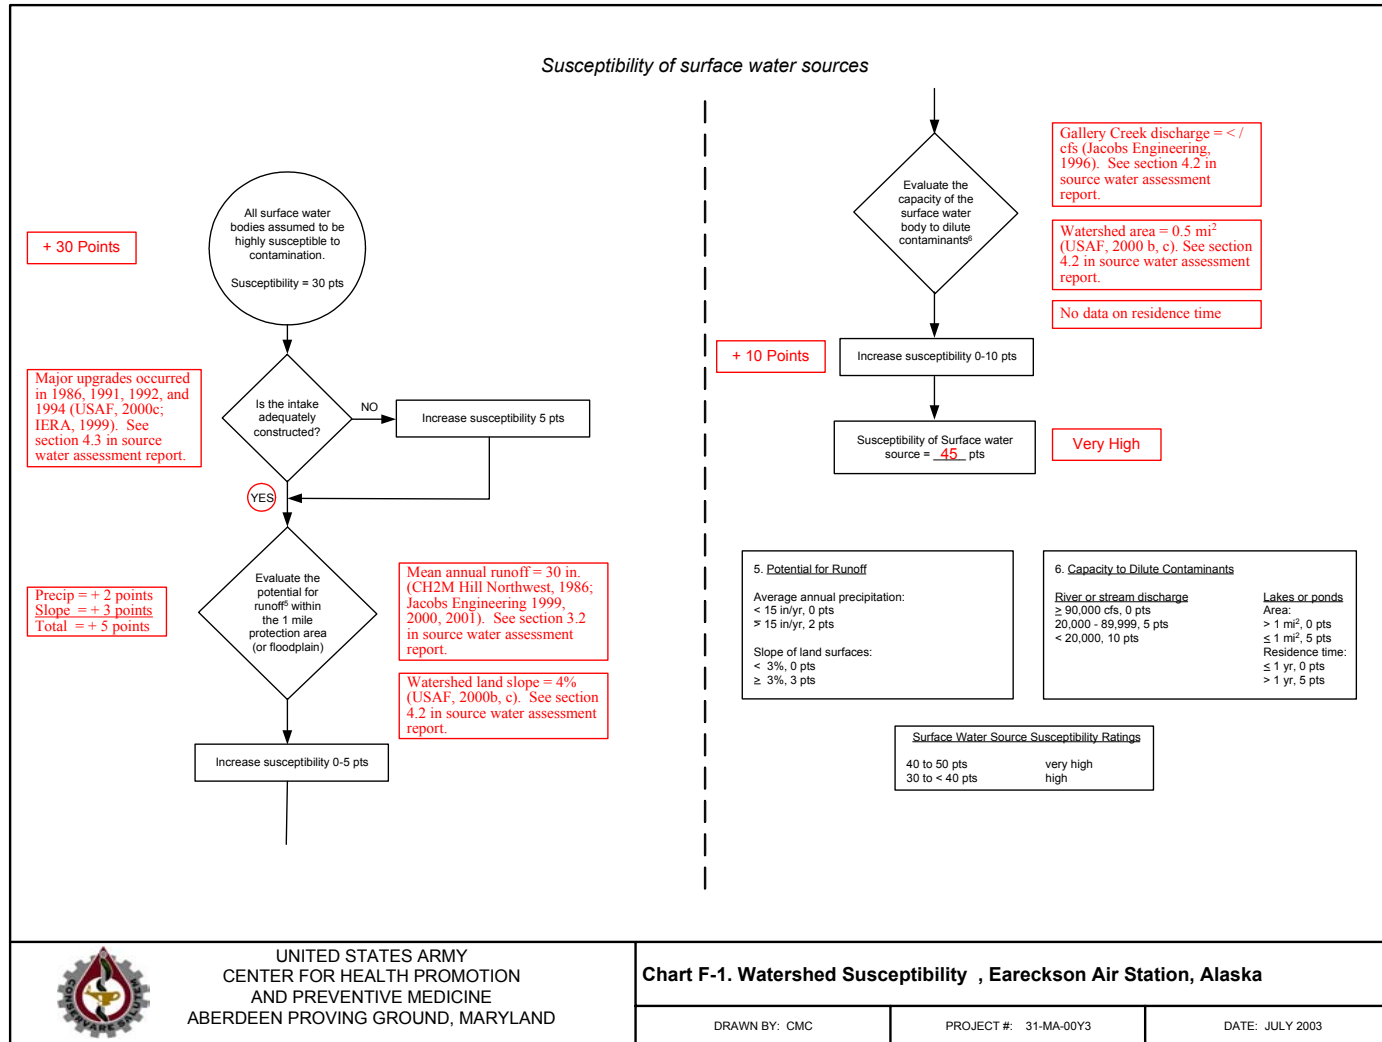 Susceptibility of surface water sources
+ 30 Points
All surface water
bodies assumed to be
highly susceptible to
contamination.
Susceptibility = 30 pts
Major upgrades occurred
in 1986, 1991, 1992, and
1994 (USAF, 2000c;
IERA, 1999).  See
section 4.3 in source
water assessment report.
Is the intake
adequately
constructed?
NO
Increase susceptibility 5 pts
YES
Precip = + 2 points
Slope  = + 3 points
Total  = + 5 points
Evaluate the
potential for
runoff⁵ within
the 1 mile
protection area
(or floodplain)
Mean annual runoff = 30 in.
(CH2M Hill Northwest, 1986;
Jacobs Engineering 1999,
2000, 2001).  See section 3.2
in source water assessment
report.
Watershed land slope = 4%
(USAF, 2000b, c).  See section
4.2 in source water assessment
report.
Increase susceptibility 0-5 pts
Evaluate the
capacity of the
surface water
body to dilute
contaminants⁶
Gallery Creek discharge = < /
cfs (Jacobs Engineering,
1996).  See section 4.2 in
source water assessment
report.
Watershed area = 0.5 mi²
(USAF, 2000 b, c). See section
4.2 in source water assessment
report.
No data on residence time
+ 10 Points
Increase susceptibility 0-10 pts
Susceptibility of Surface water
source = 45 pts
Very High
5. Potential for Runoff
Average annual precipitation:
< 15 in/yr, 0 pts
≥ 15 in/yr, 2 pts
Slope of land surfaces:
< 3%, 0 pts
≥ 3%, 3 pts
6. Capacity to Dilute Contaminants
River or stream discharge
≥ 90,000 cfs, 0 pts
20,000 - 89,999, 5 pts
< 20,000, 10 pts
Lakes or ponds
Area:
> 1 mi², 0 pts
≤ 1 mi², 5 pts
Residence time:
≤ 1 yr, 0 pts
> 1 yr, 5 pts
Surface Water Source Susceptibility Ratings
40 to 50 pts very high
30 to < 40 pts high
CONSERVARE SALUTEM
UNITED STATES ARMY
CENTER FOR HEALTH PROMOTION
AND PREVENTIVE MEDICINE
ABERDEEN PROVING GROUND, MARYLAND
Chart F-1. Watershed Susceptibility , Eareckson Air Station, Alaska
DRAWN BY: CMC
PROJECT #: 31-MA-00Y3
DATE: JULY 2003